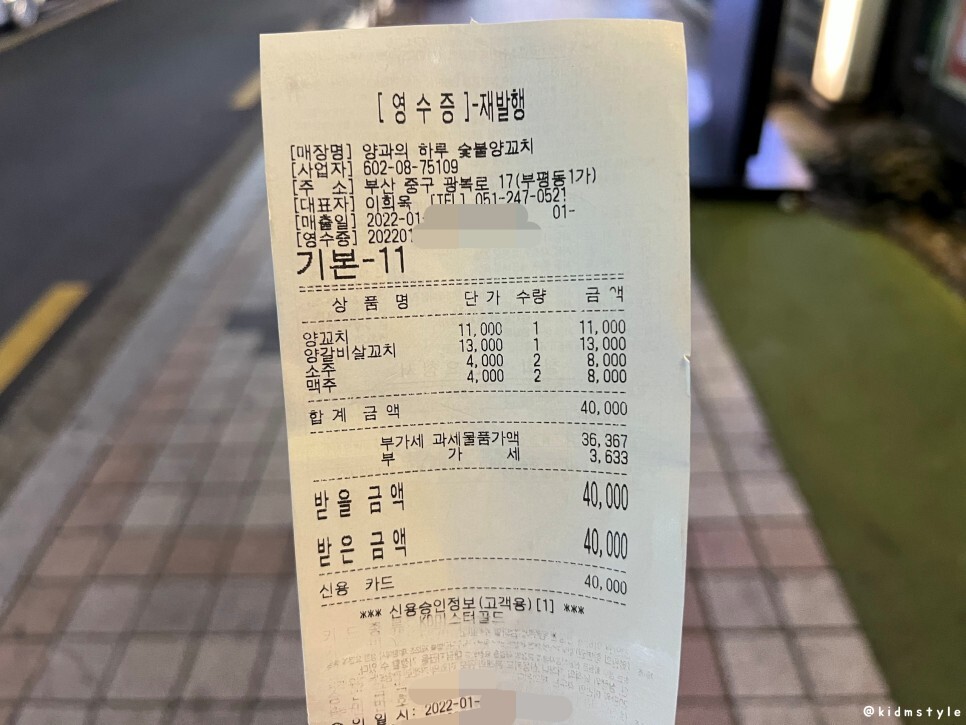 [ 영 수 증 ]-재발행
[매장명] 양과의 하루 숯불양꼬치
[사업자] 602-08-75109
[주 소] 부산 중구 광복로 17(부평동1가)
[대표자] 이희옥 [TEL] 051-247-0521
[매출일] 2022-01- 01-
[영수증] 202201
기본-11
상 품 명 단 가 수량 금 액
양꼬치 11,000 1 11,000
양갈비살꼬치 13,000 1 13,000
소주 4,000 2 8,000
맥주 4,000 2 8,000
합 계 금 액 40,000
부가세 과세물품가액 36,367
부 가 세 3,633
받을 금액 40,000
받은 금액 40,000
신용 카드 40,000
*** 신용승인정보(고객용)[1] ***
일 시: 2022-01-
@kidmstyle